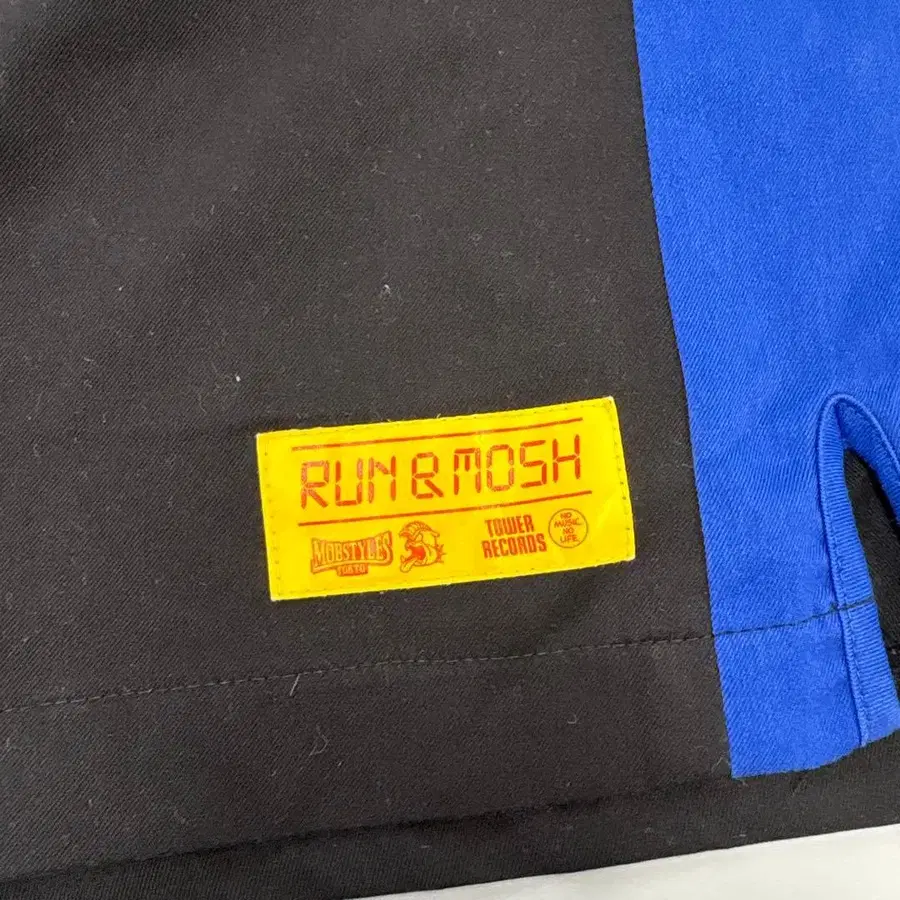 RUN & MOSH
MOBSTYLES
TOKYO
TOWER
RECORDS
NO
MUSIC,
NO
LIFE.